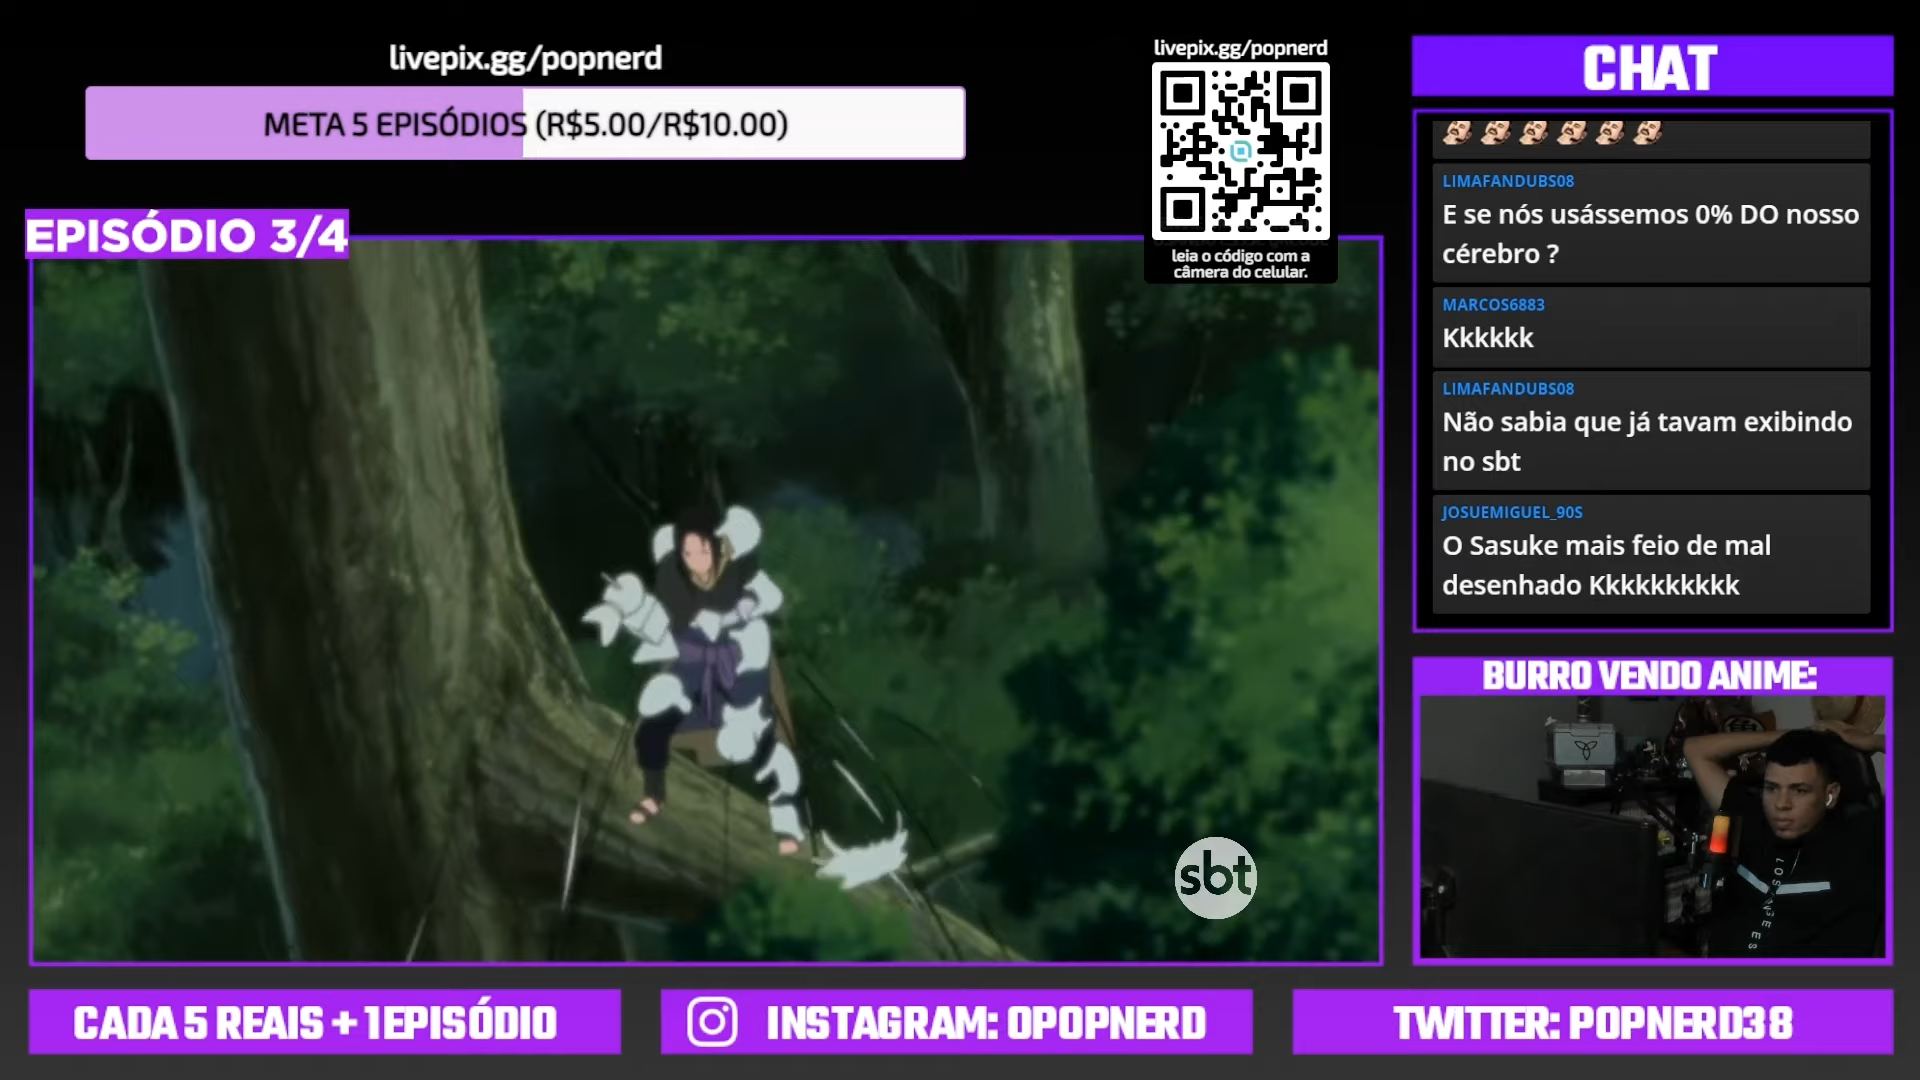 livepix.gg/popnerd
META 5 EPISÓDIOS (R$5.00/R$10.00)
livepix.gg/popnerd
leia o código com a
câmera do celular.
EPISÓDIO 3/4
sbt
CHAT
LIMAFANDUBS08
E se nós usássemos 0% DO nosso
cérebro ?
MARCOS6883
Kkkkkk
LIMAFANDUBS08
Não sabia que já tavam exibindo
no sbt
JOSUEMIGUEL_90S
O Sasuke mais feio de mal
desenhado Kkkkkkkkkk
BURRO VENDO ANIME:
CADA 5 REAIS + 1EPISÓDIO
INSTAGRAM: OPOPNERD
TWITTER: POPNERD38